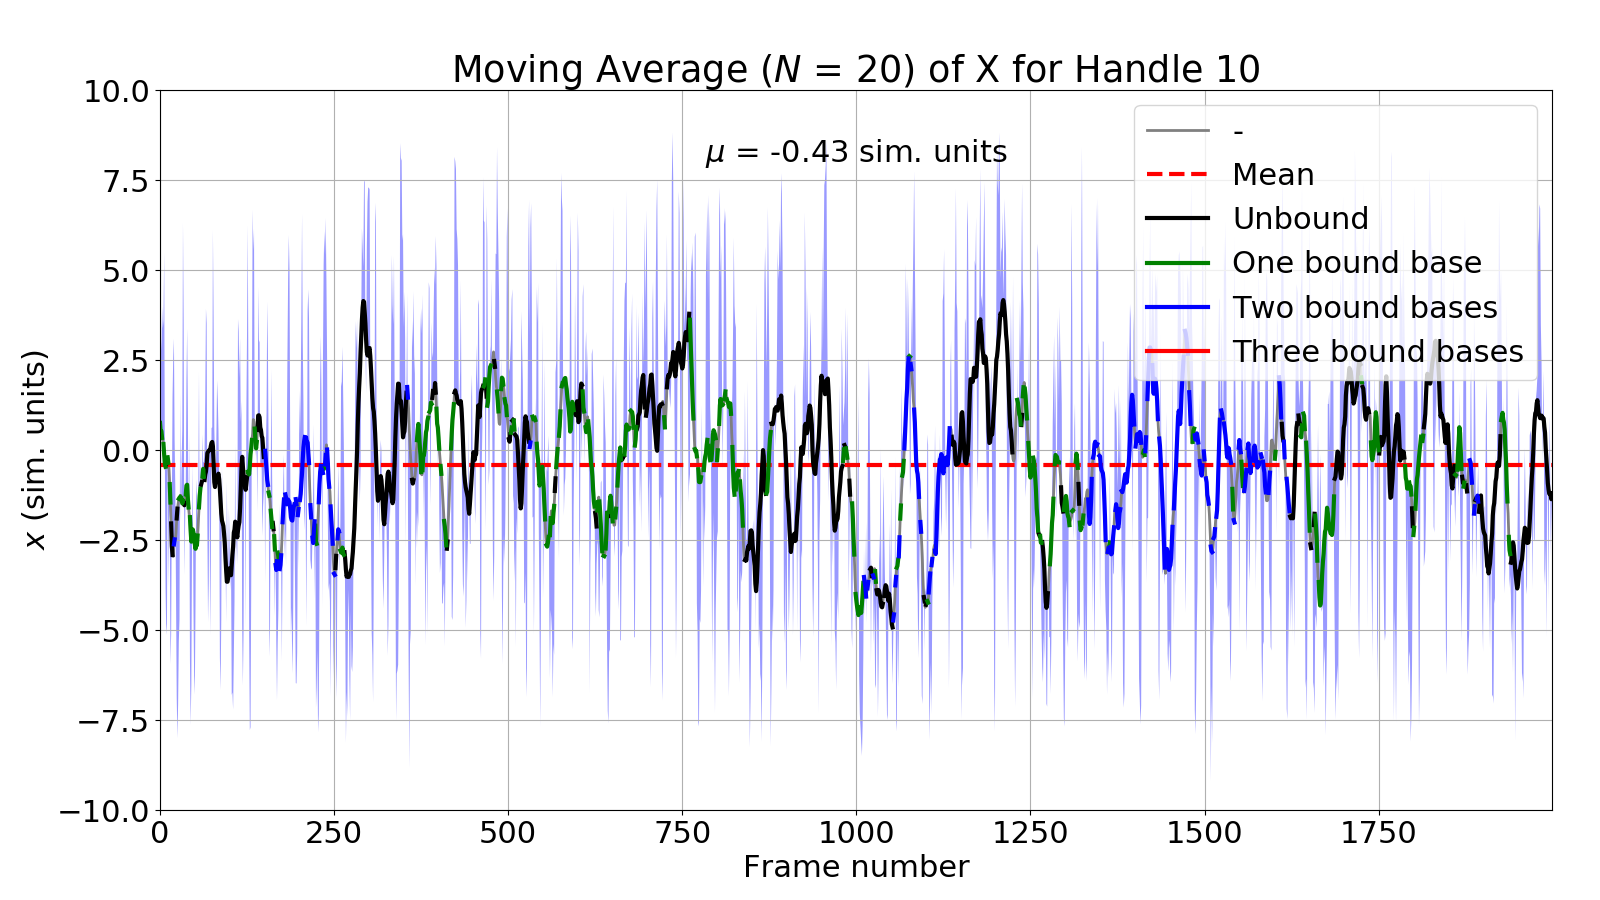 Moving Average (N = 20) of X for Handle 10
μ = -0.43 sim. units
-
Mean
Unbound
One bound base
Two bound bases
Three bound bases
x (sim. units)
10.0
7.5
5.0
2.5
0.0
−2.5
−5.0
−7.5
−10.0
0 250 500 750 1000 1250 1500 1750
Frame number